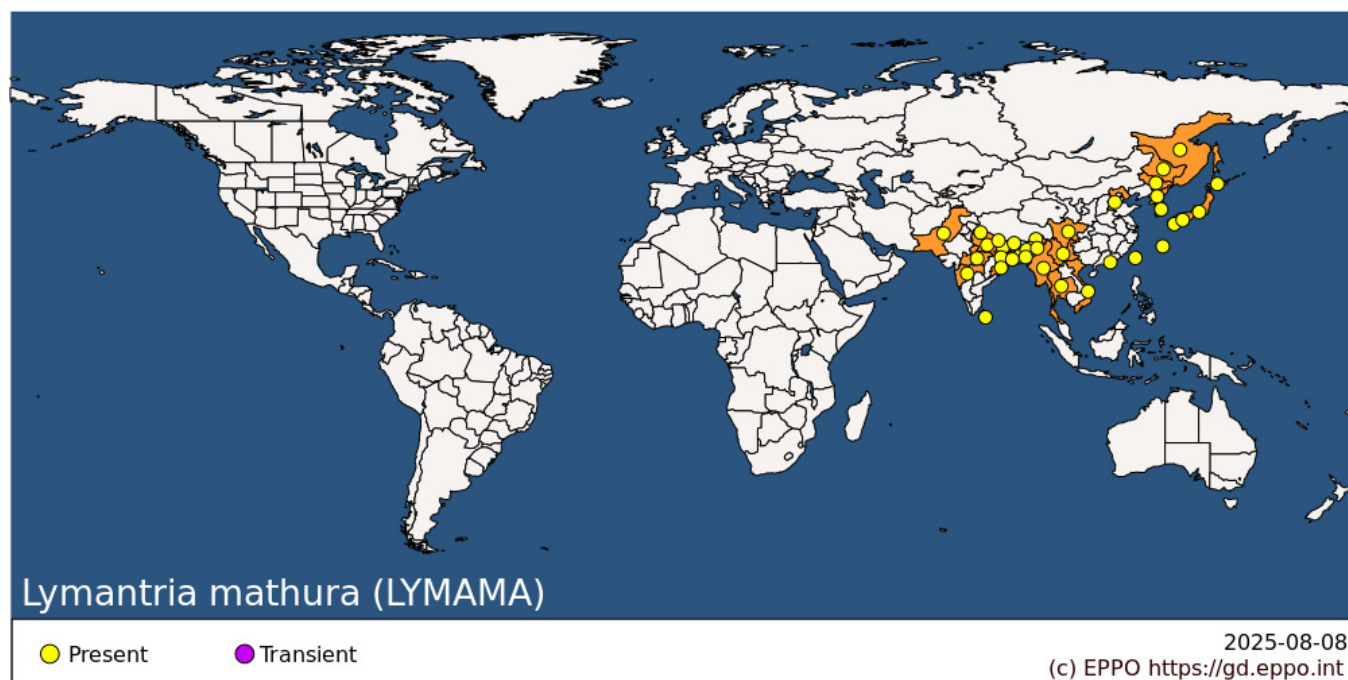 Lymantria mathura (LYMAMA)
Present
Transient
2025-08-08
(c) EPPO https://gd.eppo.int